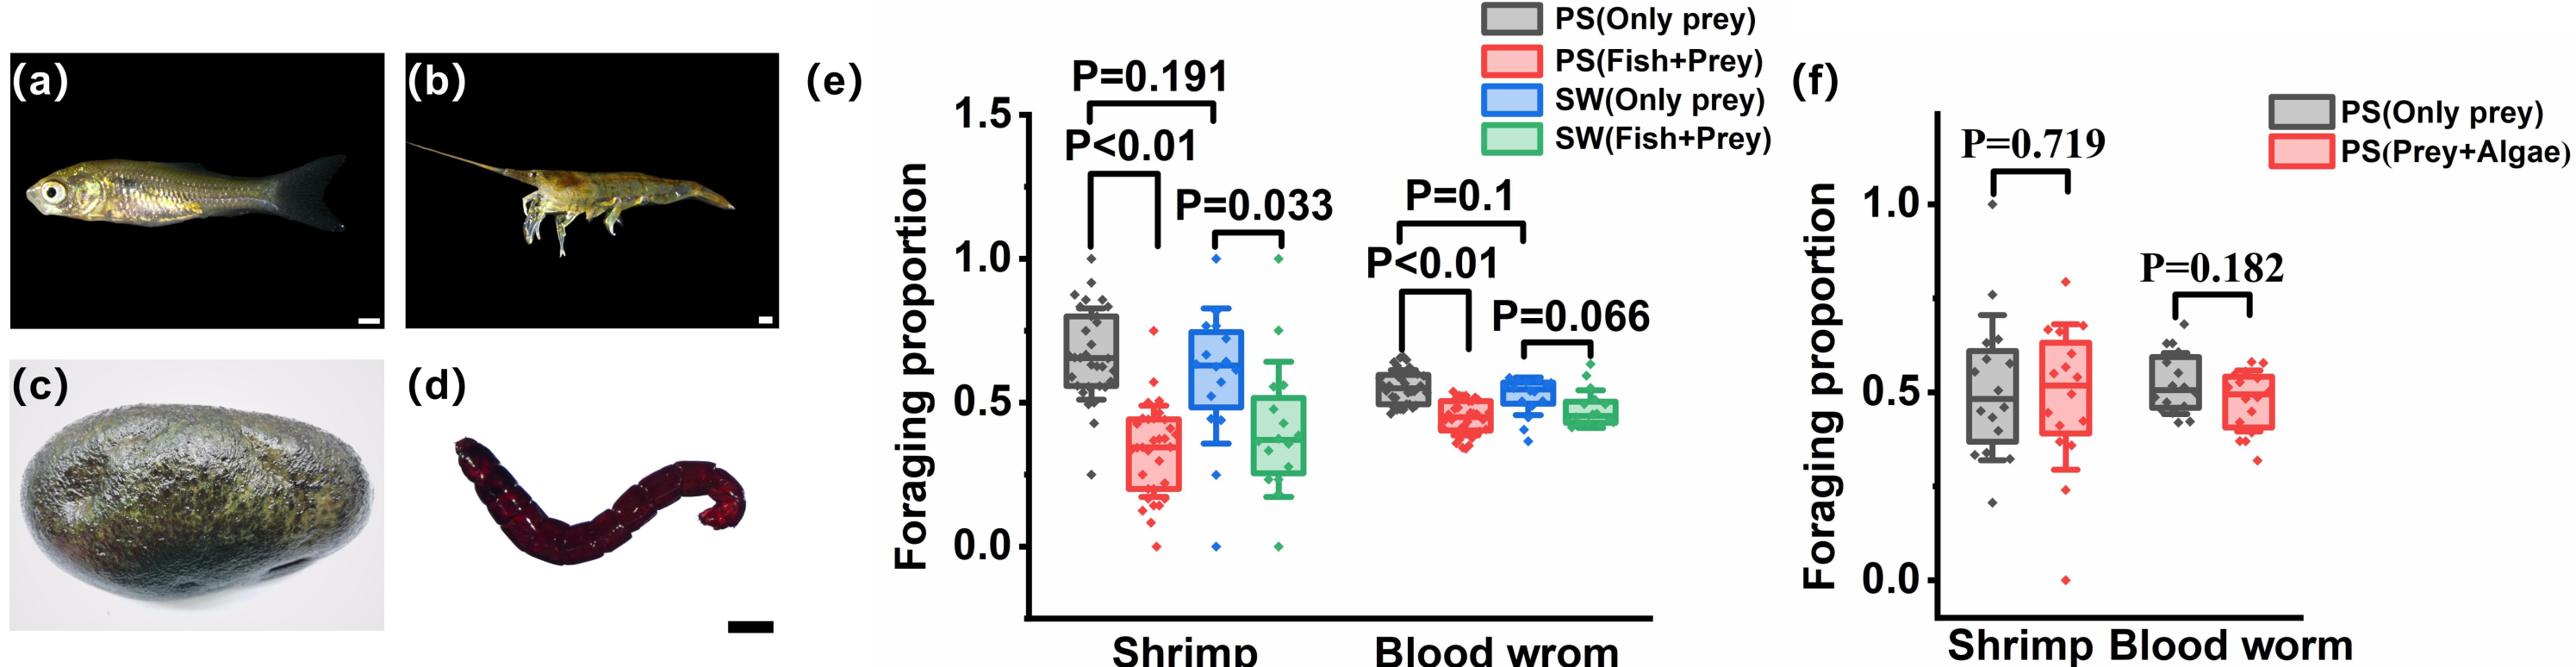 (a)
(b)
(c)
(d)
(e)
PS(Only prey)
PS(Fish+Prey)
SW(Only prey)
SW(Fish+Prey)
P=0.191
P<0.01
P=0.033
P=0.1
P<0.01
P=0.066
Foraging proportion
1.5
1.0
0.5
0.0
Shrimp
Blood wrom
(f)
PS(Only prey)
PS(Prey+Algae)
P=0.719
P=0.182
Foraging proportion
1.0
0.5
0.0
Shrimp Blood worm